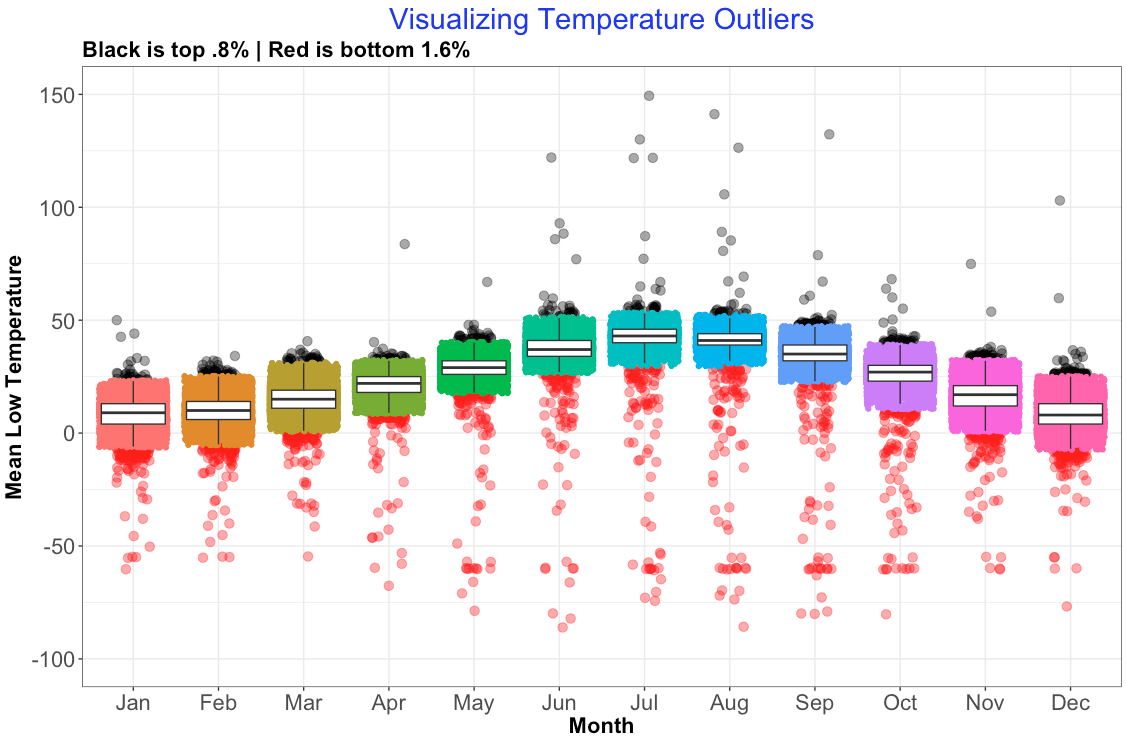 Visualizing Temperature Outliers
Black is top .8% | Red is bottom 1.6%
Mean Low Temperature
150
100
50
0
-50
-100
Jan Feb Mar Apr May Jun Jul Aug Sep Oct Nov Dec
Month